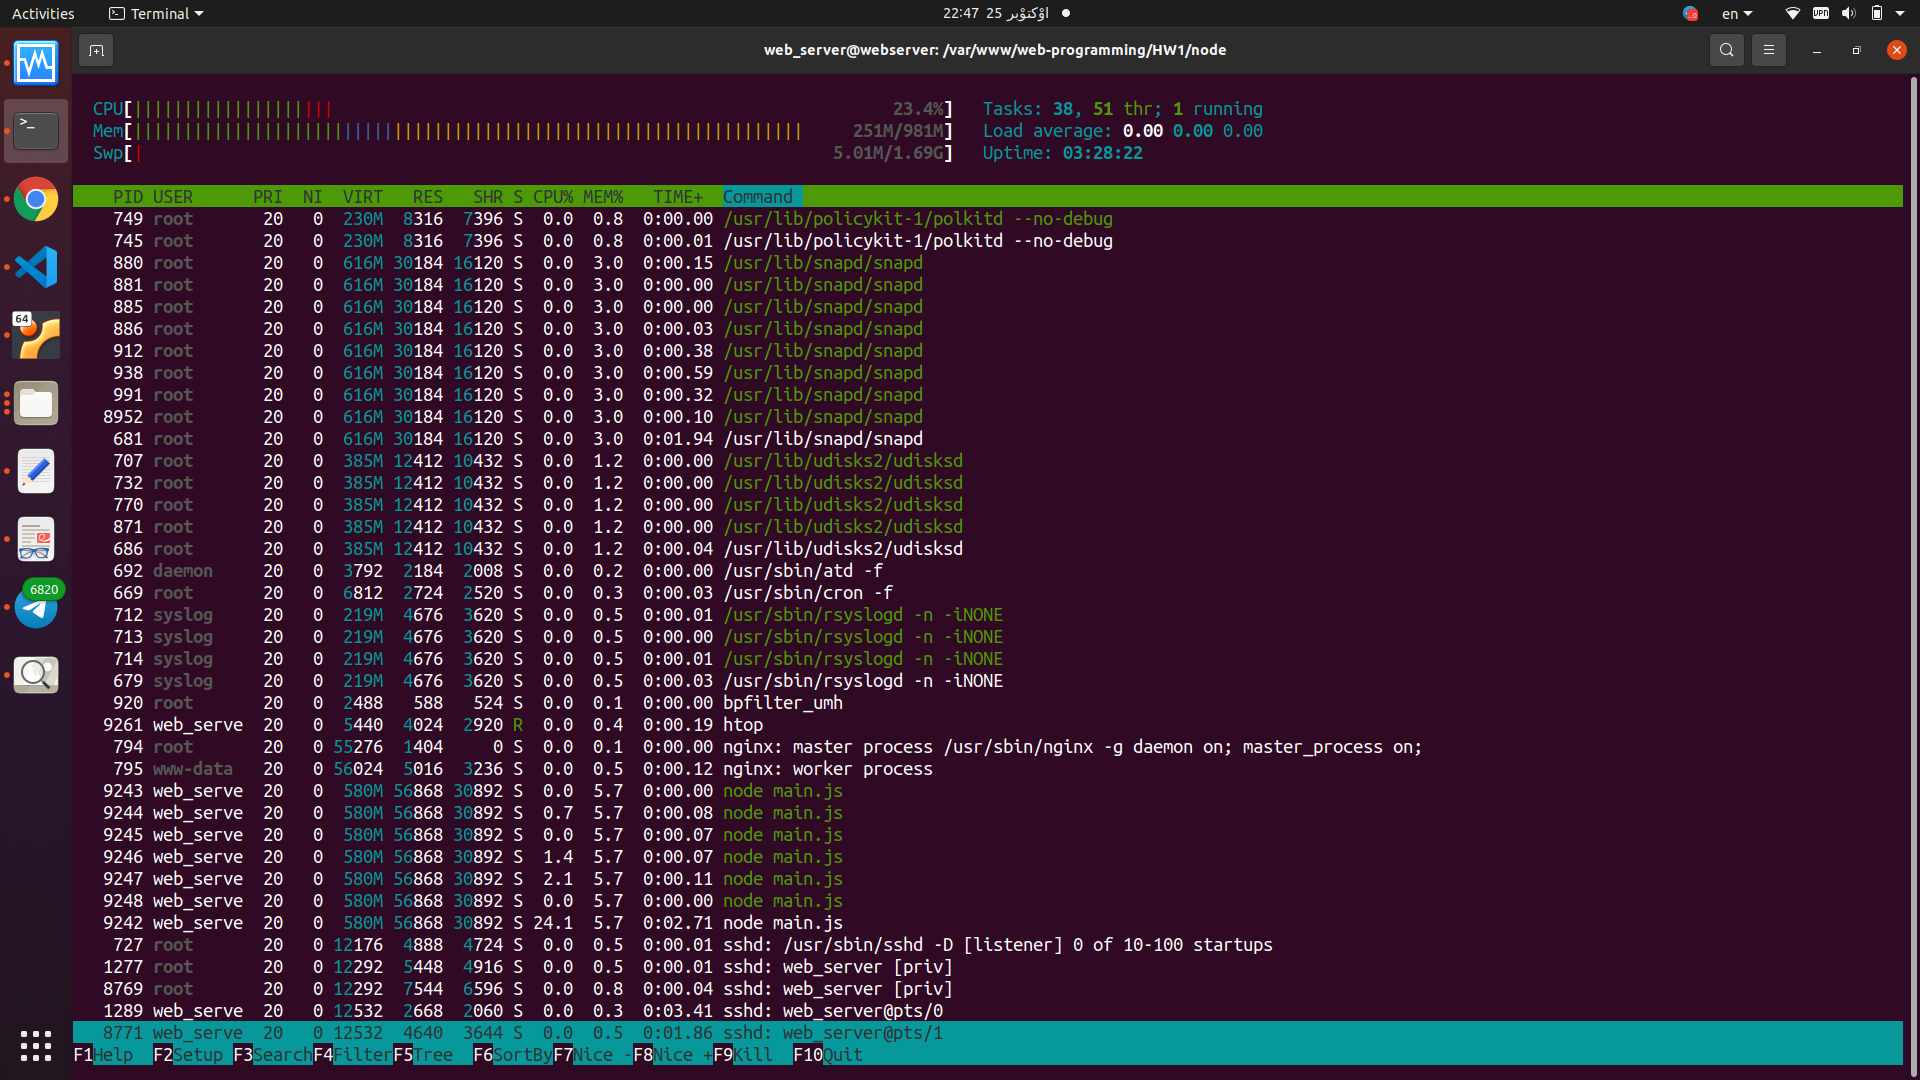 Activities Terminal 22:47 25 اوْکتوْبر en VPN
web_server@webserver: /var/www/web-programming/HW1/node
CPU[|||||||||||||||||||| 23.4%] Tasks: 38, 51 thr; 1 running
Mem[||||||||||||||||||||||||||||||||||||||||||||||||||||||||||||||||||| 251M/981M] Load average: 0.00 0.00 0.00
Swp[| 5.01M/1.69G] Uptime: 03:28:22
PID USER PRI NI VIRT RES SHR S CPU% MEM% TIME+ Command
749 root 20 0 230M 8316 7396 S 0.0 0.8 0:00.00 /usr/lib/policykit-1/polkitd --no-debug
745 root 20 0 230M 8316 7396 S 0.0 0.8 0:00.01 /usr/lib/policykit-1/polkitd --no-debug
880 root 20 0 616M 30184 16120 S 0.0 3.0 0:00.15 /usr/lib/snapd/snapd
881 root 20 0 616M 30184 16120 S 0.0 3.0 0:00.00 /usr/lib/snapd/snapd
885 root 20 0 616M 30184 16120 S 0.0 3.0 0:00.00 /usr/lib/snapd/snapd
886 root 20 0 616M 30184 16120 S 0.0 3.0 0:00.03 /usr/lib/snapd/snapd
912 root 20 0 616M 30184 16120 S 0.0 3.0 0:00.38 /usr/lib/snapd/snapd
938 root 20 0 616M 30184 16120 S 0.0 3.0 0:00.59 /usr/lib/snapd/snapd
991 root 20 0 616M 30184 16120 S 0.0 3.0 0:00.32 /usr/lib/snapd/snapd
8952 root 20 0 616M 30184 16120 S 0.0 3.0 0:00.10 /usr/lib/snapd/snapd
681 root 20 0 616M 30184 16120 S 0.0 3.0 0:01.94 /usr/lib/snapd/snapd
707 root 20 0 385M 12412 10432 S 0.0 1.2 0:00.00 /usr/lib/udisks2/udisksd
732 root 20 0 385M 12412 10432 S 0.0 1.2 0:00.00 /usr/lib/udisks2/udisksd
770 root 20 0 385M 12412 10432 S 0.0 1.2 0:00.00 /usr/lib/udisks2/udisksd
871 root 20 0 385M 12412 10432 S 0.0 1.2 0:00.00 /usr/lib/udisks2/udisksd
686 root 20 0 385M 12412 10432 S 0.0 1.2 0:00.04 /usr/lib/udisks2/udisksd
692 daemon 20 0 3792 2184 2008 S 0.0 0.2 0:00.00 /usr/sbin/atd -f
669 root 20 0 6812 2724 2520 S 0.0 0.3 0:00.03 /usr/sbin/cron -f
712 syslog 20 0 219M 4676 3620 S 0.0 0.5 0:00.01 /usr/sbin/rsyslogd -n -iNONE
713 syslog 20 0 219M 4676 3620 S 0.0 0.5 0:00.00 /usr/sbin/rsyslogd -n -iNONE
714 syslog 20 0 219M 4676 3620 S 0.0 0.5 0:00.01 /usr/sbin/rsyslogd -n -iNONE
679 syslog 20 0 219M 4676 3620 S 0.0 0.5 0:00.03 /usr/sbin/rsyslogd -n -iNONE
920 root 20 0 2488 588 524 S 0.0 0.1 0:00.00 bpfilter_umh
9261 web_serve 20 0 5440 4024 2920 R 0.0 0.4 0:00.19 htop
794 root 20 0 55276 1404 0 S 0.0 0.1 0:00.00 nginx: master process /usr/sbin/nginx -g daemon on; master_process on;
795 www-data 20 0 56024 5016 3236 S 0.0 0.5 0:00.12 nginx: worker process
9243 web_serve 20 0 580M 56868 30892 S 0.0 5.7 0:00.00 node main.js
9244 web_serve 20 0 580M 56868 30892 S 0.7 5.7 0:00.08 node main.js
9245 web_serve 20 0 580M 56868 30892 S 0.0 5.7 0:00.07 node main.js
9246 web_serve 20 0 580M 56868 30892 S 1.4 5.7 0:00.07 node main.js
9247 web_serve 20 0 580M 56868 30892 S 2.1 5.7 0:00.11 node main.js
9248 web_serve 20 0 580M 56868 30892 S 0.0 5.7 0:00.00 node main.js
9242 web_serve 20 0 580M 56868 30892 S 24.1 5.7 0:02.71 node main.js
727 root 20 0 12176 4888 4724 S 0.0 0.5 0:00.01 sshd: /usr/sbin/sshd -D [listener] 0 of 10-100 startups
1277 root 20 0 12292 5448 4916 S 0.0 0.5 0:00.01 sshd: web_server [priv]
8769 root 20 0 12292 7544 6596 S 0.0 0.8 0:00.04 sshd: web_server [priv]
1289 web_serve 20 0 12532 2668 2060 S 0.0 0.3 0:03.41 sshd: web_server@pts/0
8771 web_serve 20 0 12532 4640 3644 S 0.0 0.5 0:01.86 sshd: web_server@pts/1
F1Help F2Setup F3SearchF4FilterF5Tree F6SortByF7Nice -F8Nice +F9Kill F10Quit
64
6820